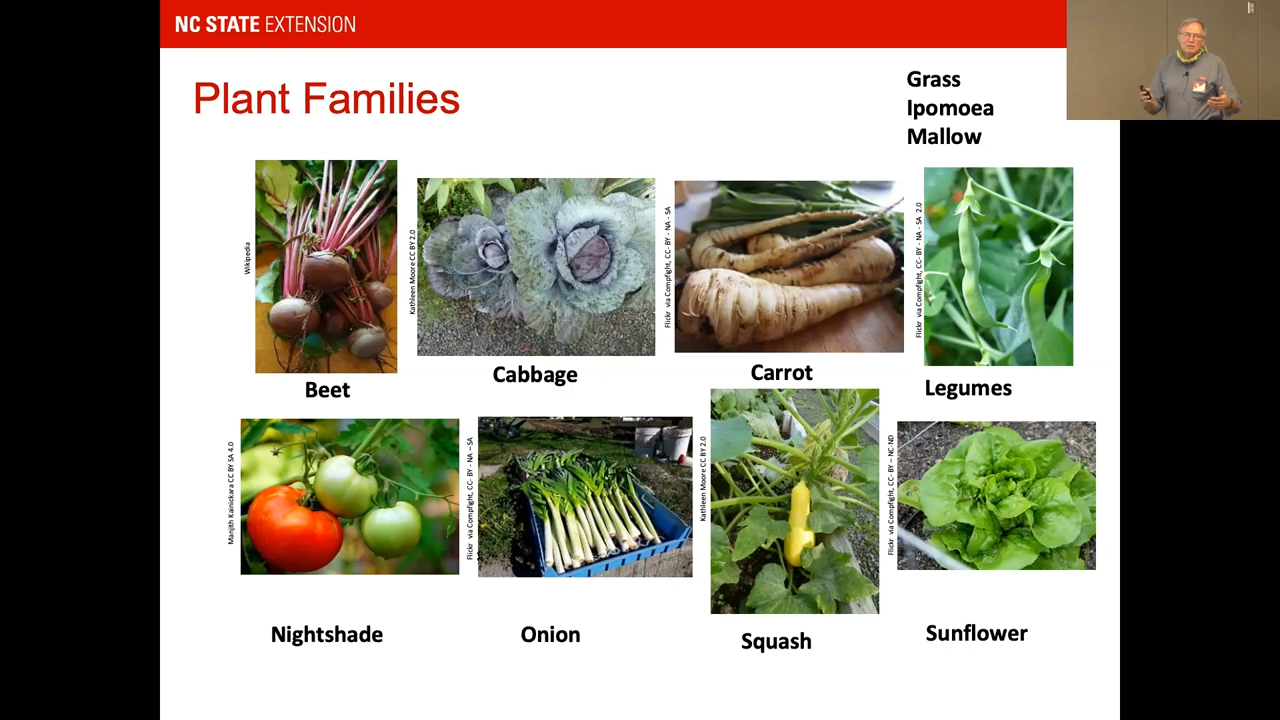 NC STATE EXTENSION
Plant Families
Grass
Ipomoea
Mallow
Wikipedia
Kathleen Moore CC BY 2.0
Flickr via Compfight, CC- BY - NA - SA
Flickr via Compfight, CC- BY - NA - SA 2.0
Beet
Cabbage
Carrot
Legumes
Manjith Kainickara CC BY SA 4.0
Flickr via Compfight, CC- BY - NA – SA
Kathleen Moore CC BY 2.0
Flickr via Compfight, CC- BY – NC-ND
Nightshade
Onion
Squash
Sunflower